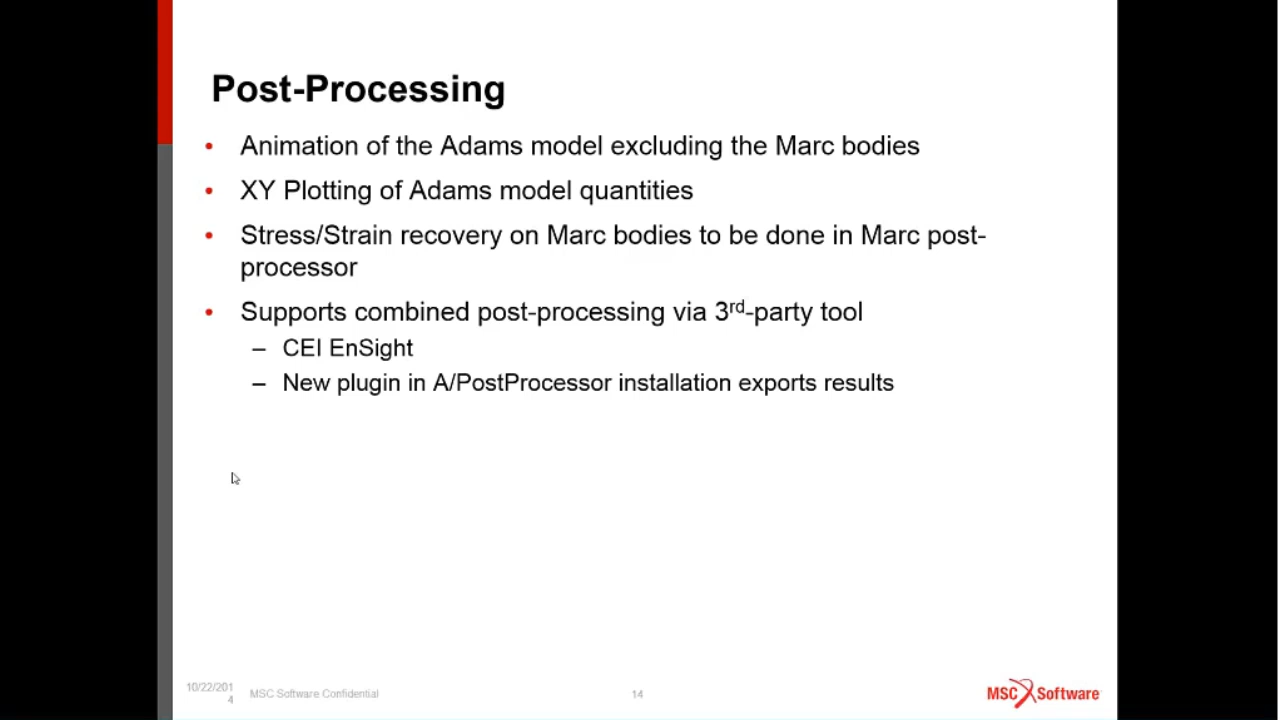 Post-Processing
• Animation of the Adams model excluding the Marc bodies
• XY Plotting of Adams model quantities
• Stress/Strain recovery on Marc bodies to be done in Marc post-
processor
• Supports combined post-processing via 3rd-party tool
– CEI EnSight
– New plugin in A/PostProcessor installation exports results
10/22/201
4
MSC Software Confidential
14
MSC Software